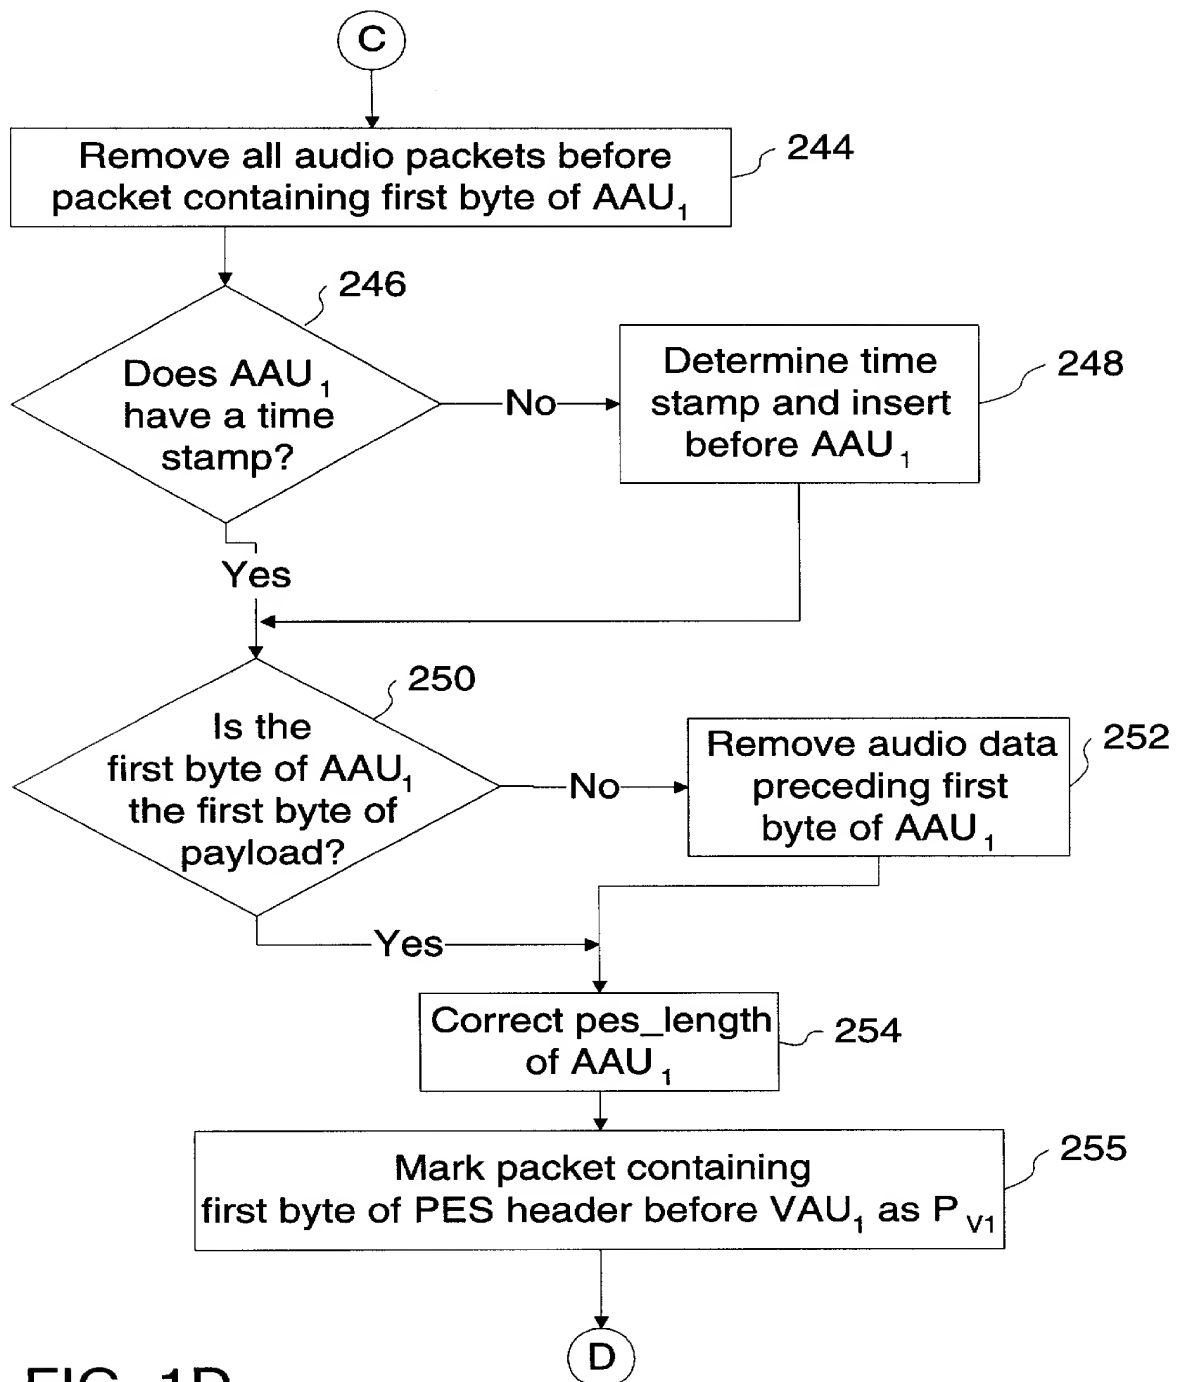 C
Remove all audio packets before
packet containing first byte of AAU₁
244
246
Does AAU₁
have a time
stamp?
No
Determine time
stamp and insert
before AAU₁
248
Yes
250
Is the
first byte of AAU₁
the first byte of
payload?
No
Remove audio data
preceding first
byte of AAU₁
252
Yes
Correct pes_length
of AAU₁
254
Mark packet containing
first byte of PES header before VAU₁ as P_V1
255
D